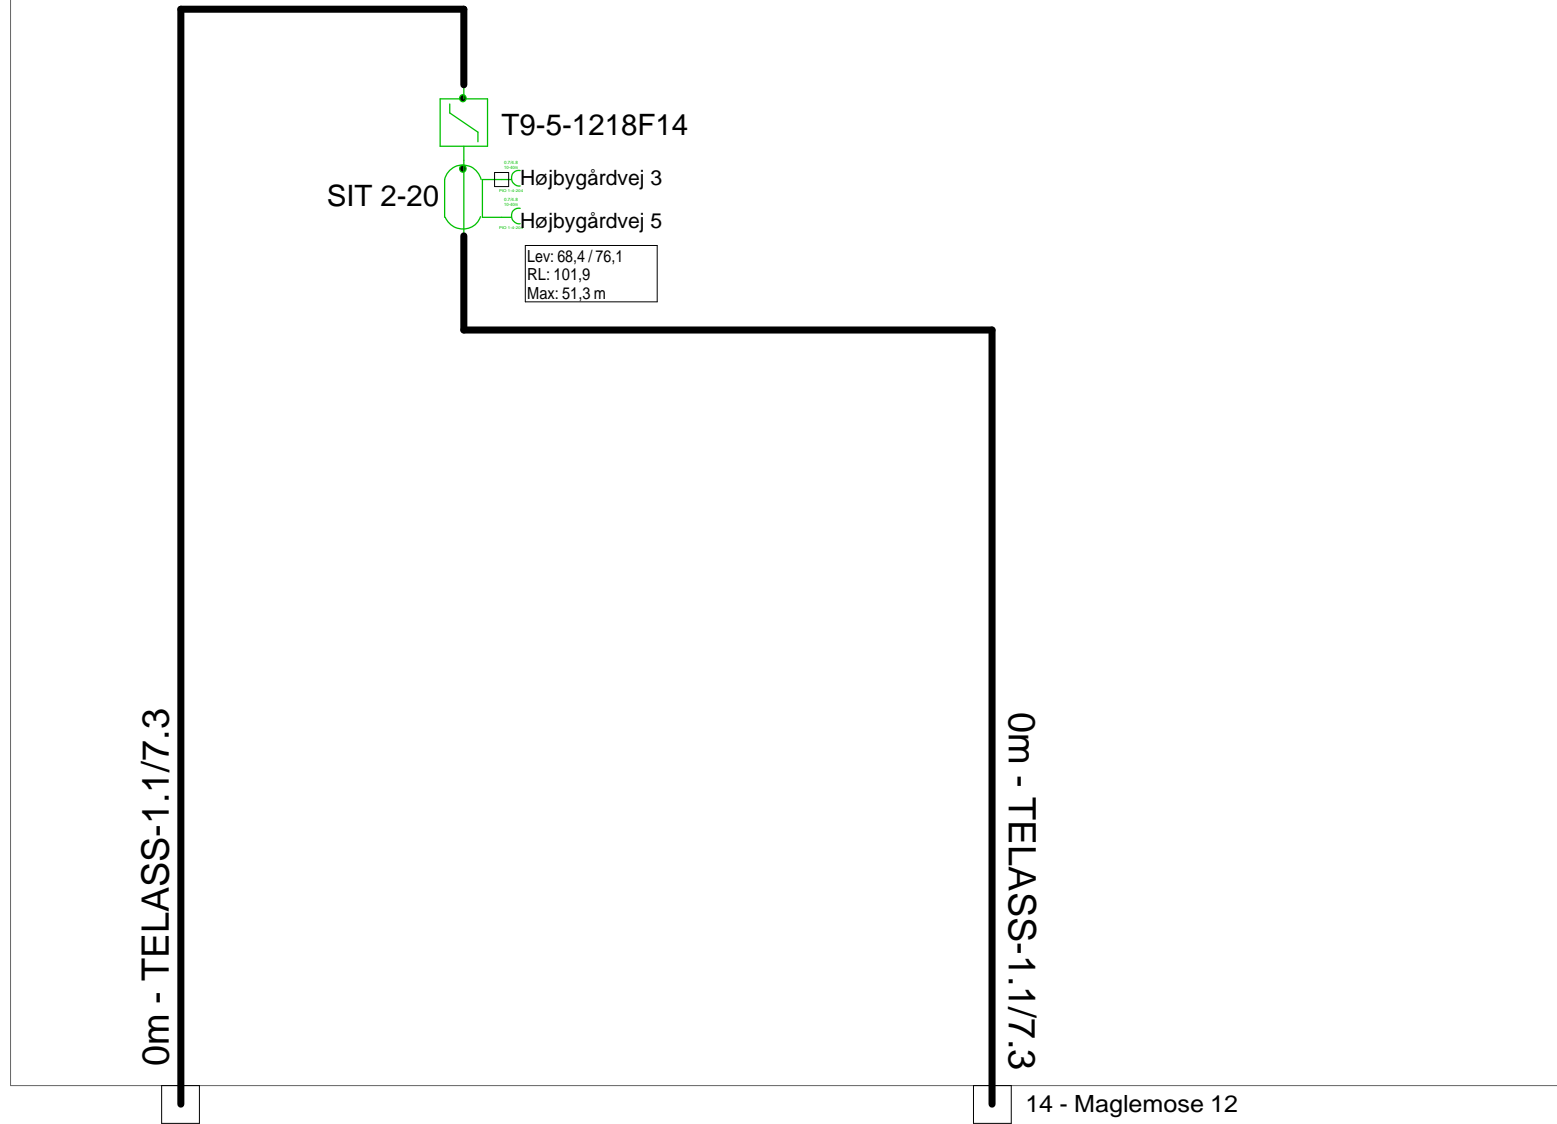 T9-5-1218F14
Højbygårdvej 3
SIT 2-20
Højbygårdvej 5
Lev: 68,4 / 76,1
RL: 101,9
Max: 51,3 m
0m - TELASS-1.1/7.3
0m - TELASS-1.1/7.3
14 - Maglemose 12